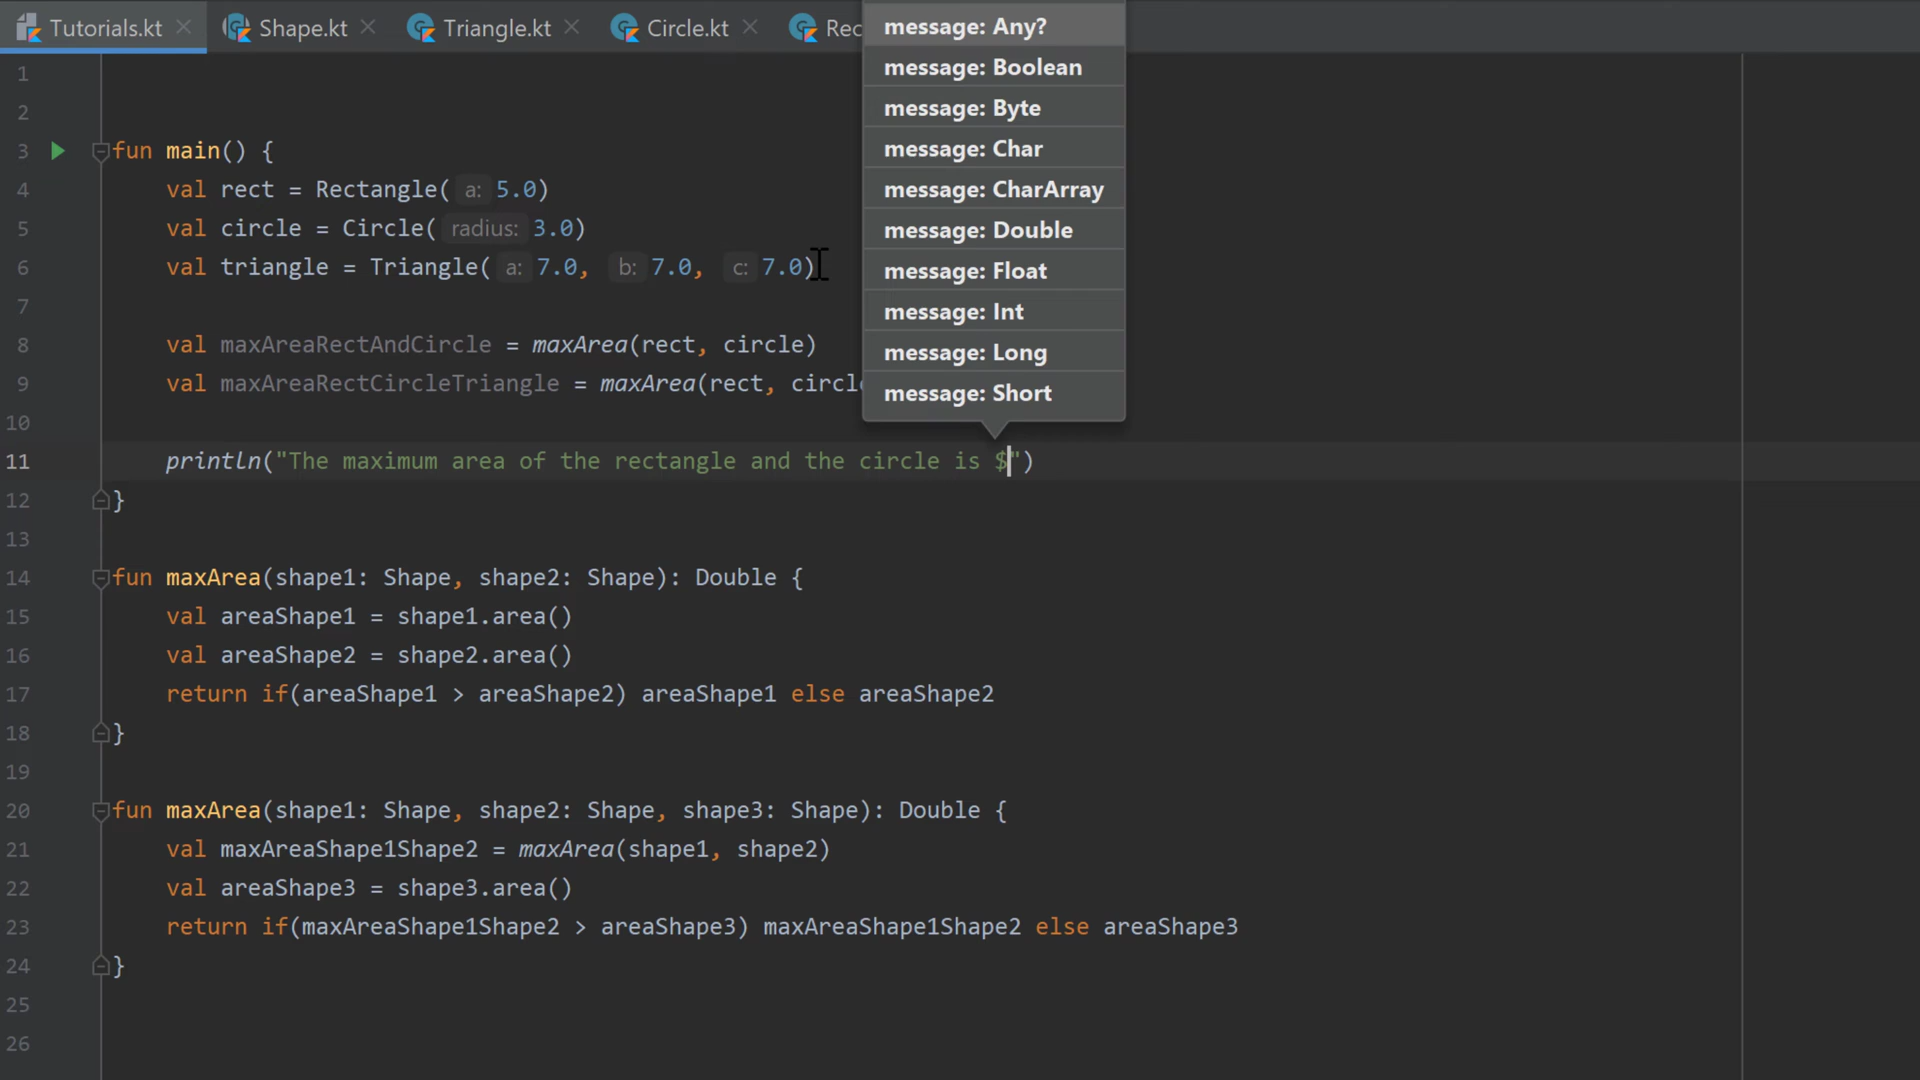 Tutorials.kt Shape.kt Triangle.kt Circle.kt Rec
message: Any?
message: Boolean
message: Byte
message: Char
message: CharArray
message: Double
message: Float
message: Int
message: Long
message: Short
1
2
3 fun main() {
4 val rect = Rectangle( a: 5.0)
5 val circle = Circle( radius: 3.0)
6 val triangle = Triangle( a: 7.0, b: 7.0, c: 7.0)
7
8 val maxAreaRectAndCircle = maxArea(rect, circle)
9 val maxAreaRectCircleTriangle = maxArea(rect, circle
10
11 println("The maximum area of the rectangle and the circle is $")
12 }
13
14 fun maxArea(shape1: Shape, shape2: Shape): Double {
15 val areaShape1 = shape1.area()
16 val areaShape2 = shape2.area()
17 return if(areaShape1 > areaShape2) areaShape1 else areaShape2
18 }
19
20 fun maxArea(shape1: Shape, shape2: Shape, shape3: Shape): Double {
21 val maxAreaShape1Shape2 = maxArea(shape1, shape2)
22 val areaShape3 = shape3.area()
23 return if(maxAreaShape1Shape2 > areaShape3) maxAreaShape1Shape2 else areaShape3
24 }
25
26